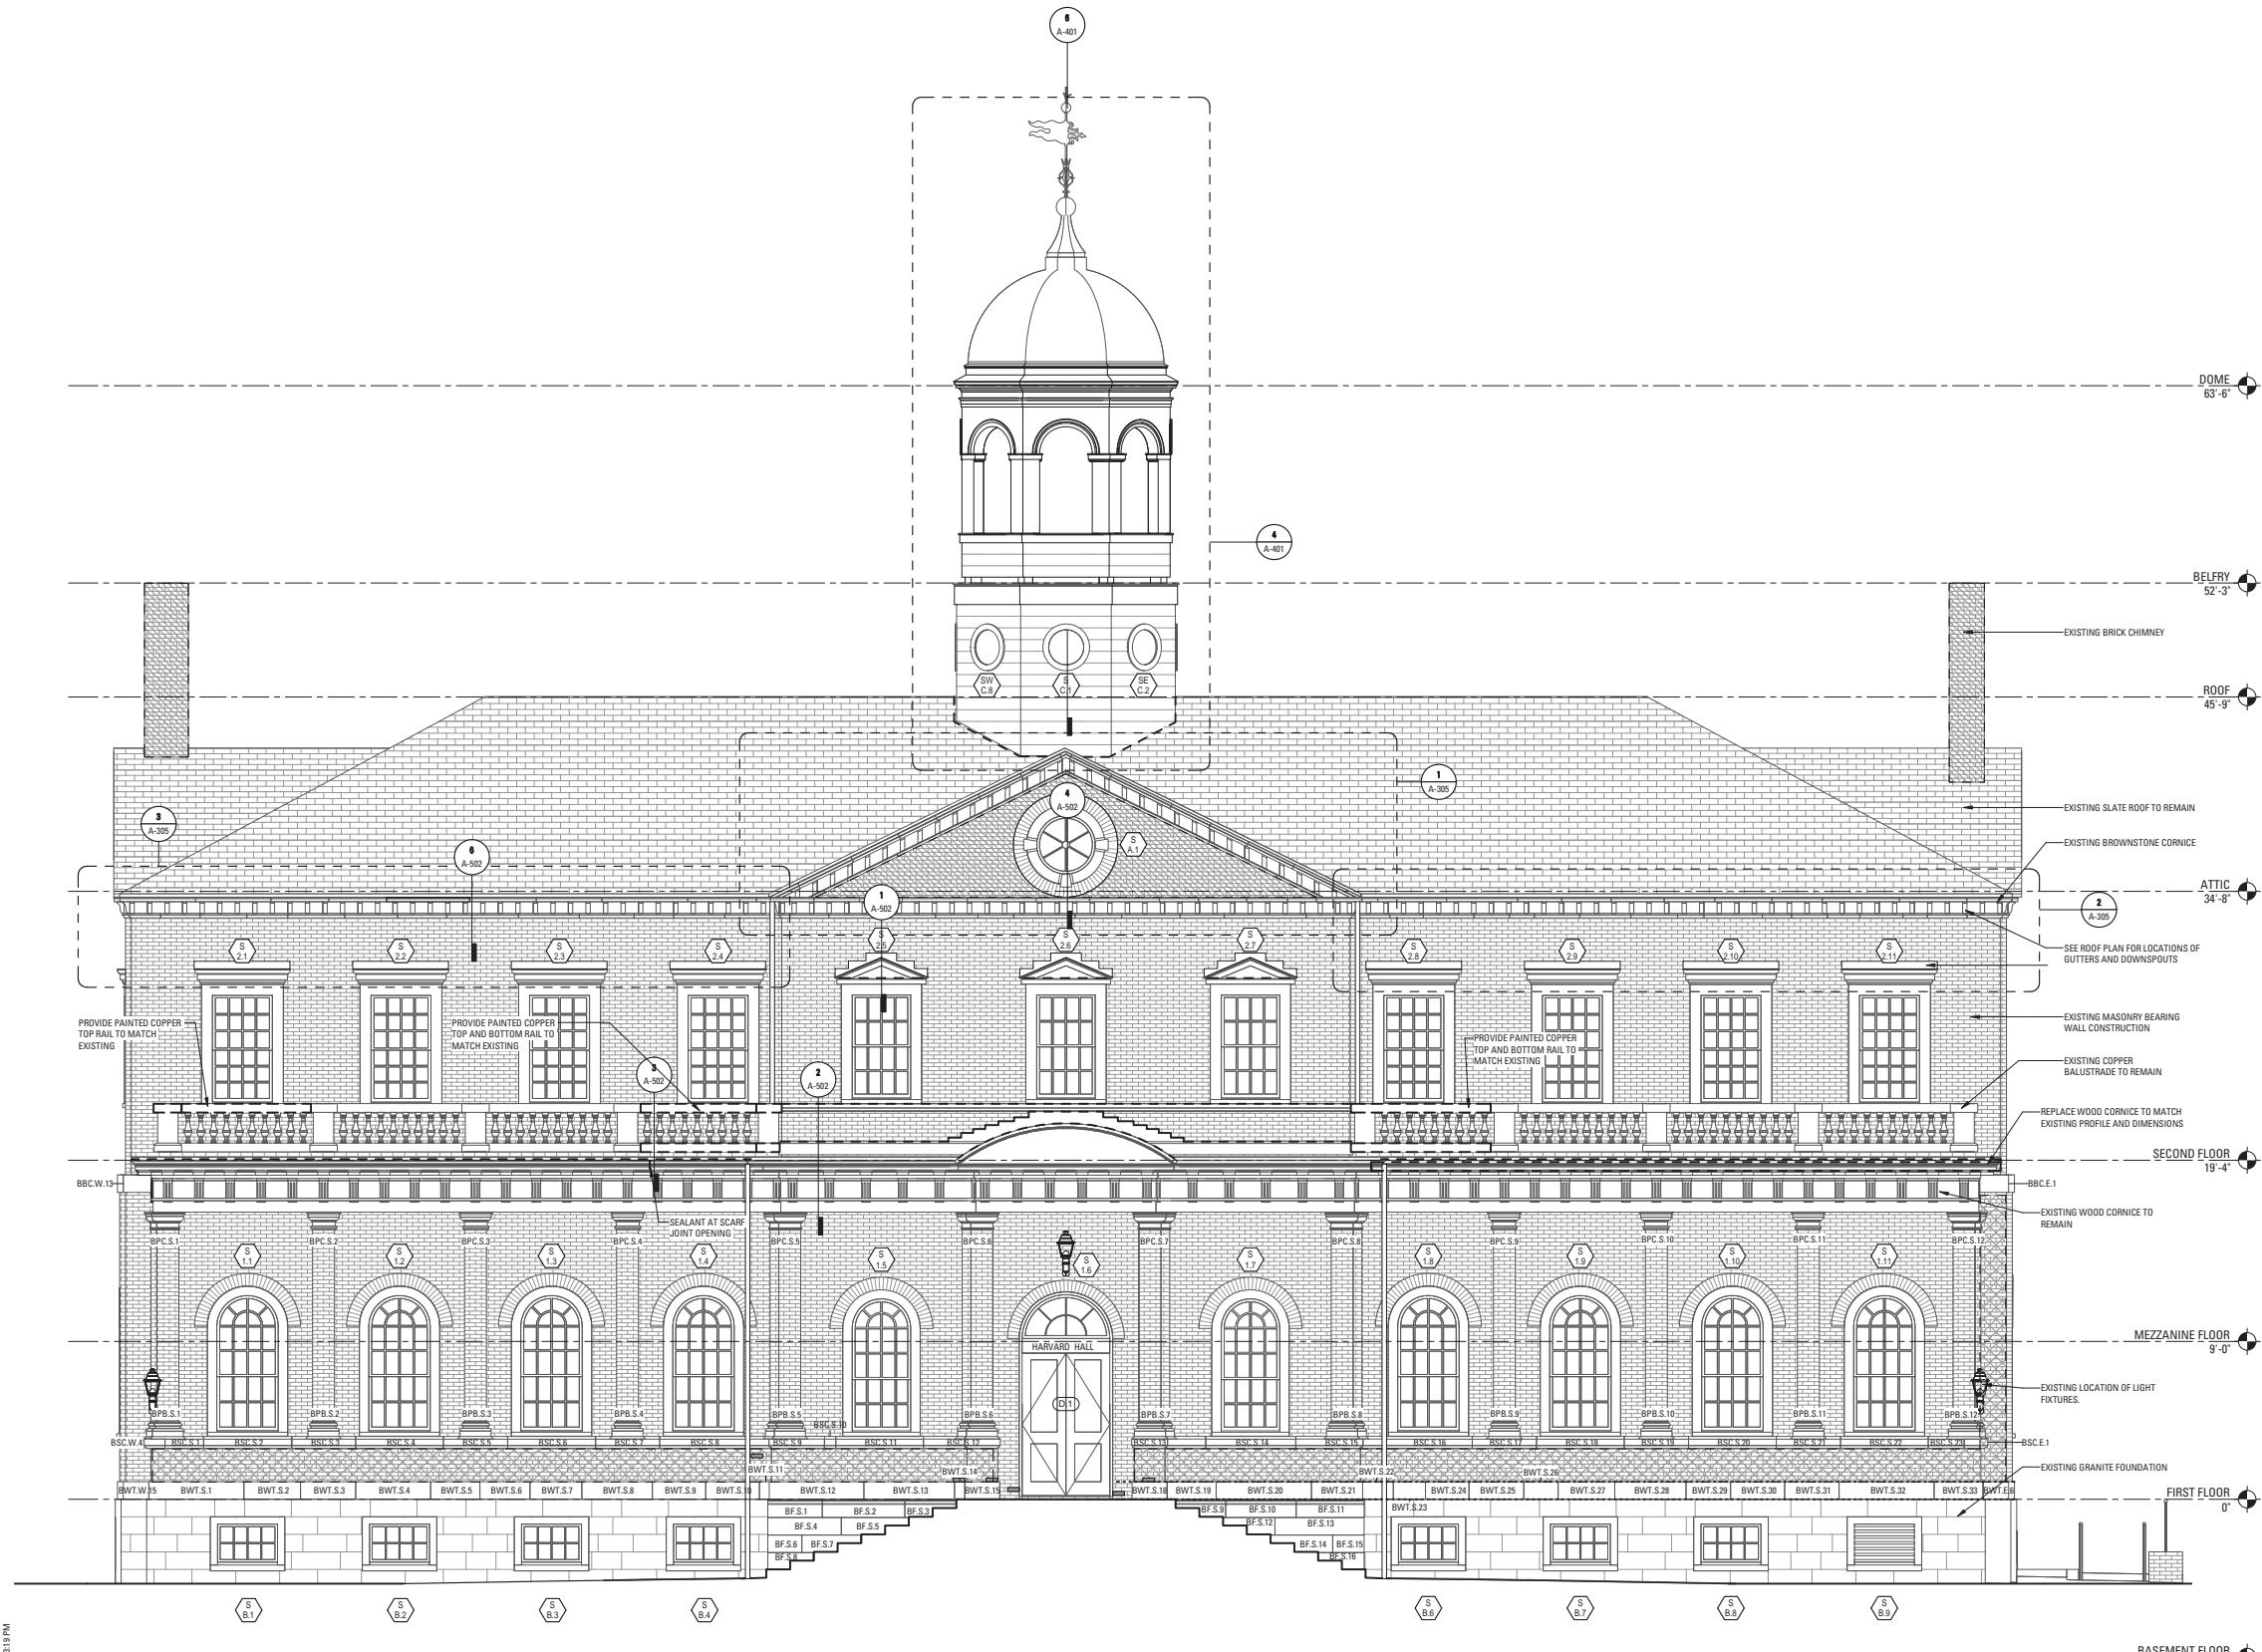 6
A-401
DOME
63'-6"
4
A-401
BELFRY
52'-3"
EXISTING BRICK CHIMNEY
SW
C.8
S
C.1
SE
C.2
ROOF
45'-9"
1
A-305
4
A-502
EXISTING SLATE ROOF TO REMAIN
3
A-305
S
A.1
EXISTING BROWNSTONE CORNICE
6
A-502
ATTIC
34'-8"
1
A-502
2
A-305
S
2.1
S
2.2
S
2.3
S
2.4
S
2.5
S
2.6
S
2.7
S
2.8
S
2.9
S
2.10
S
2.11
SEE ROOF PLAN FOR LOCATIONS OF
GUTTERS AND DOWNSPOUTS
PROVIDE PAINTED COPPER
TOP RAIL TO MATCH
EXISTING
PROVIDE PAINTED COPPER
TOP AND BOTTOM RAIL TO
MATCH EXISTING
PROVIDE PAINTED COPPER
TOP AND BOTTOM RAIL TO
MATCH EXISTING
EXISTING MASONRY BEARING
WALL CONSTRUCTION
3
A-502
2
A-502
EXISTING COPPER
BALUSTRADE TO REMAIN
REPLACE WOOD CORNICE TO MATCH
EXISTING PROFILE AND DIMENSIONS
SECOND FLOOR
19'-4"
BBC.W.13
BBC.E.1
SEALANT AT SCARF
JOINT OPENING
EXISTING WOOD CORNICE TO
REMAIN
BPC.S.1
BPC.S.2
BPC.S.3
BPC.S.4
BPC.S.5
BPC.S.6
BPC.S.7
BPC.S.8
BPC.S.9
BPC.S.10
BPC.S.11
BPC.S.12
S
1.1
S
1.2
S
1.3
S
1.4
S
1.5
S
1.6
S
1.7
S
1.8
S
1.9
S
1.10
S
1.11
MEZZANINE FLOOR
9'-0"
HARVARD HALL
D.1
EXISTING LOCATION OF LIGHT
FIXTURES.
BPB.S.1
BPB.S.2
BPB.S.3
BPB.S.4
BPB.S.5
BPB.S.6
BPB.S.7
BPB.S.8
BPB.S.9
BPB.S.10
BPB.S.11
BPB.S.12
BSC.S.10
BSC.W.4
BSC.S.1
BSC.S.2
BSC.S.3
BSC.S.4
BSC.S.5
BSC.S.6
BSC.S.7
BSC.S.8
BSC.S.9
BSC.S.11
BSC.S.12
BSC.S.13
BSC.S.14
BSC.S.15
BSC.S.16
BSC.S.17
BSC.S.18
BSC.S.19
BSC.S.20
BSC.S.21
BSC.S.22
BSC.S.23
BSC.E.1
BWT.S.11
BWT.S.14
BWT.S.22
BWT.S.26
EXISTING GRANITE FOUNDATION
BWT.W.15
BWT.S.1
BWT.S.2
BWT.S.3
BWT.S.4
BWT.S.5
BWT.S.6
BWT.S.7
BWT.S.8
BWT.S.9
BWT.S.10
BWT.S.12
BWT.S.13
BWT.S.15
BWT.S.18
BWT.S.19
BWT.S.20
BWT.S.21
BWT.S.24
BWT.S.25
BWT.S.27
BWT.S.28
BWT.S.29
BWT.S.30
BWT.S.31
BWT.S.32
BWT.S.33
BWT.E.6
FIRST FLOOR
0"
BWT.S.23
BF.S.1
BF.S.2
BF.S.3
BF.S.9
BF.S.10
BF.S.11
BF.S.4
BF.S.5
BF.S.12
BF.S.13
BF.S.6
BF.S.7
BF.S.14
BF.S.15
BF.S.8
BF.S.16
S
B.1
S
B.2
S
B.3
S
B.4
S
B.6
S
B.7
S
B.8
S
B.9
3:19 PM
BASEMENT FLOOR